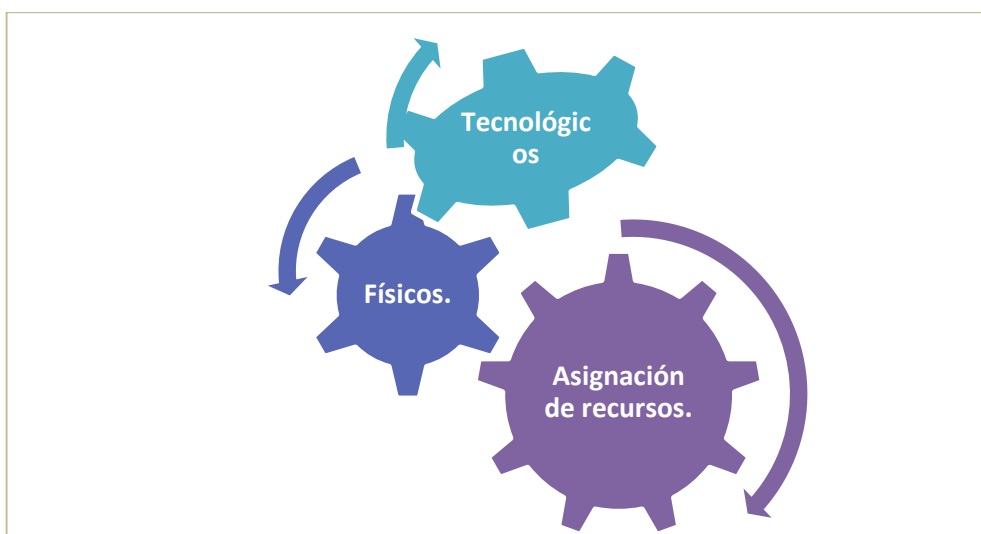 Tecnológic
os
Físicos.
Asignación
de recursos.